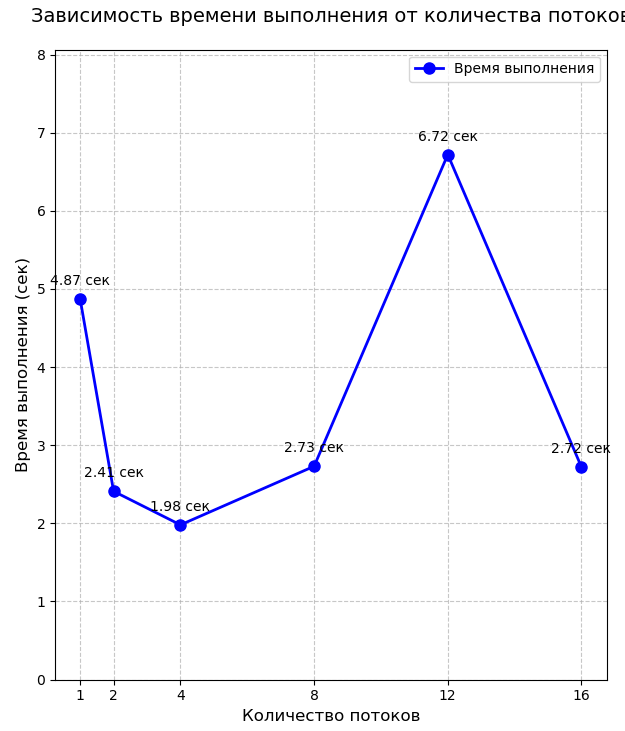 Зависимость времени выполнения от количества потоков
Время выполнения
8
7
6
5
4
3
2
1
0
Время выполнения (сек)
4.87 сек
2.41 сек
1.98 сек
2.73 сек
6.72 сек
2.72 сек
1 2 4 8 12 16
Количество потоков